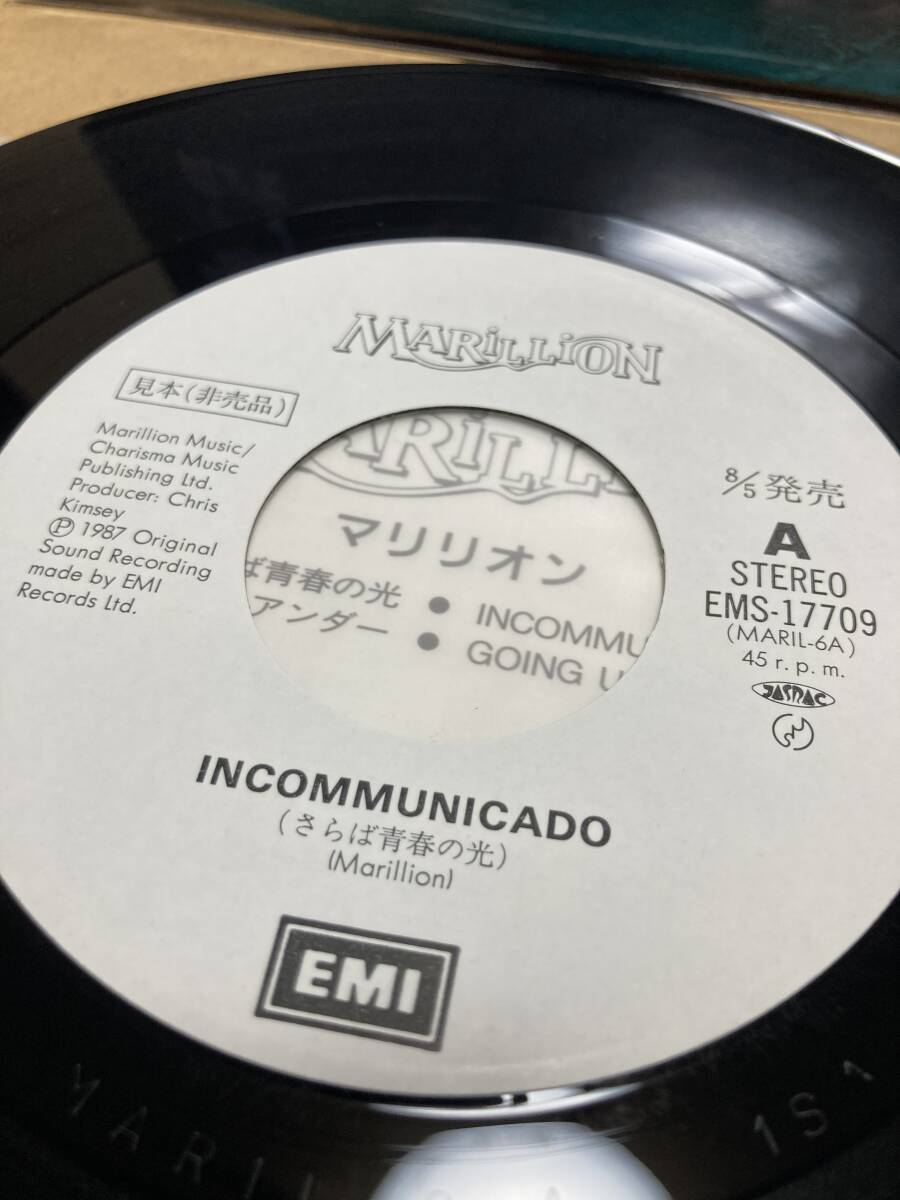 MARiLLiON
見本(非売品)
Marillion Music/
Charisma Music
Publishing Ltd.
Producer: Chris
Kimsey
Ⓟ 1987 Original
Sound Recording
made by EMI
Records Ltd.
ARiLLi
マリリオン
ば青春の光 ● INCOMMU
アンダー ● GOING U
8/5 発売
A
STEREO
EMS-17709
(MARIL-6A)
45 r. p. m.
JASRAC
INCOMMUNICADO
(さらば青春の光)
(Marillion)
EMI
MARIL 1S1